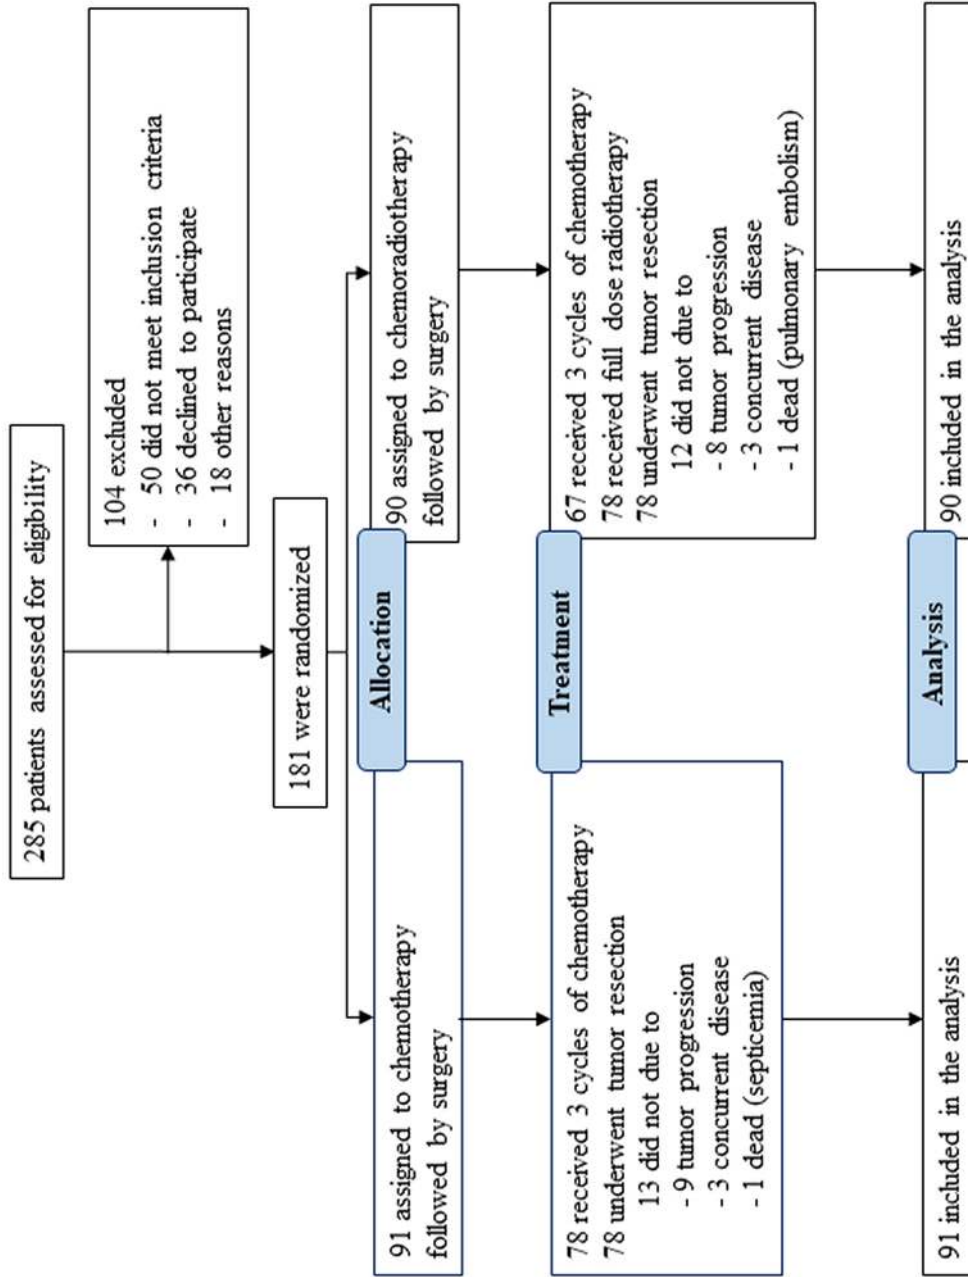 285 patients assessed for eligibility
104 excluded
- 50 did not meet inclusion criteria
- 36 declined to participate
- 18 other reasons
181 were randomized
Allocation
91 assigned to chemotherapy
followed by surgery
90 assigned to chemoradiotherapy
followed by surgery
Treatment
78 received 3 cycles of chemotherapy
78 underwent tumor resection
13 did not due to
- 9 tumor progression
- 3 concurrent disease
- 1 dead (septicemia)
67 received 3 cycles of chemotherapy
78 received full dose radiotherapy
78 underwent tumor resection
12 did not due to
- 8 tumor progression
- 3 concurrent disease
- 1 dead (pulmonary embolism)
Analysis
91 included in the analysis
90 included in the analysis